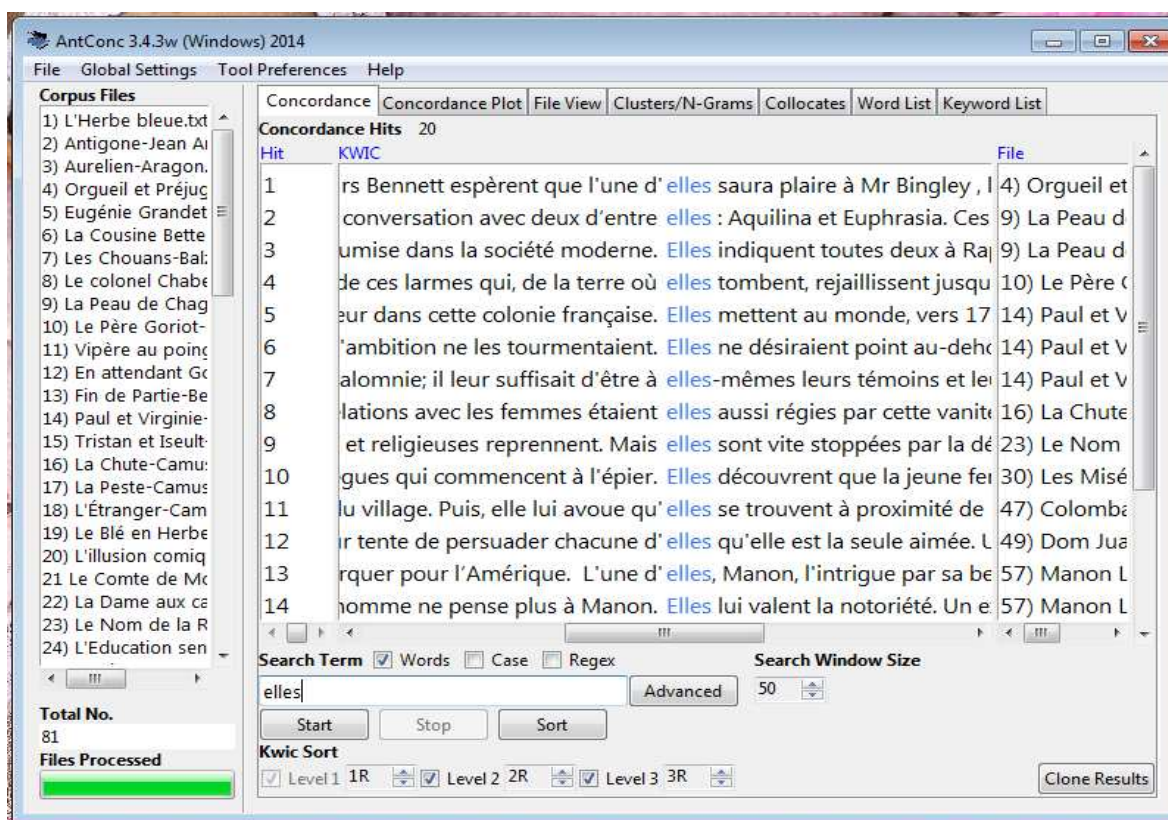 AntConc 3.4.3w (Windows) 2014
File Global Settings Tool Preferences Help
Corpus Files
1) L'Herbe bleue.txt
2) Antigone-Jean
3) Aurelien-Aragon.
4) Orgueil et
5) Eugénie Grandet
6) La Cousine Bette
7) Les Chouans-
8) Le colonel
9) La Peau de Chag
10) Le Père Goriot-
11) Vipère au
12) En attendant
13) Fin de Partie-Be
14) Paul et Virginie-
15) Tristan et Iseult-
16) La Chute-
17) La Peste-Camus
18) L'Étranger-Cam
19) Le Blé en Herbe
20) L'illusion comiq
21 Le Comte de
22) La Dame aux ca
23) Le Nom de la R
24) L'Education sen
Total No.
81
Files Processed
Concordance Concordance Plot File View Clusters/N-Grams Collocates Word List Keyword List
Concordance Hits 20
Hit KWIC File
1 rs Bennett espèrent que l'une d' elles saura plaire à Mr Bingley , 4) Orgueil et
2 conversation avec deux d’entre elles : Aquilina et Euphrasia. Ces 9) La Peau d
3 umise dans la société moderne. Elles indiquent toutes deux à 9) La Peau d
4 de ces larmes qui, de la terre où elles tombent, rejaillissent jusqu 10) Le Père
5 eur dans cette colonie française. Elles mettent au monde, vers 17 14) Paul et V
6 'ambition ne les tourmentaient. Elles ne désiraient point 14) Paul et V
7 alomnie; il leur suffisait d'être à elles-mêmes leurs témoins et 14) Paul et V
8 lations avec les femmes étaient elles aussi régies par cette 16) La Chute
9 et religieuses reprennent. Mais elles sont vite stoppées par la 23) Le Nom
10 gues qui commencent à l'épier. Elles découvrent que la jeune 30) Les Misé
11 du village. Puis, elle lui avoue qu' elles se trouvent à proximité de 47) Colomba
12 r tente de persuader chacune d' elles qu'elle est la seule aimée. 49) Dom Jua
13 rquer pour l’Amérique. L'une d' elles, Manon, l'intrigue par sa be 57) Manon L
14 homme ne pense plus à Manon. Elles lui valent la notoriété. Un 57) Manon L
Search Term Words Case Regex Search Window Size
elles Advanced 50
Start Stop Sort
Kwic Sort
Level 1 1R Level 2 2R Level 3 3R Clone Results